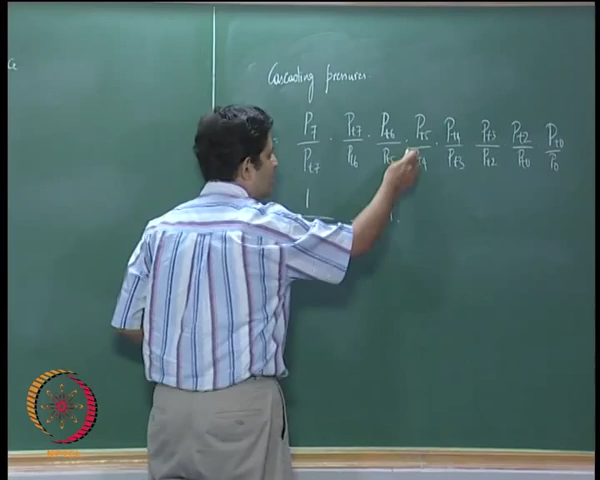 Cascading pressures
P7/Pt7 · Pt7/Pt6 · Pt6/Pt5 · Pt5/Pt4 · Pt4/Pt3 Pt3/Pt2 Pt2/Pt0 Pt0/P0
1
NPTEL